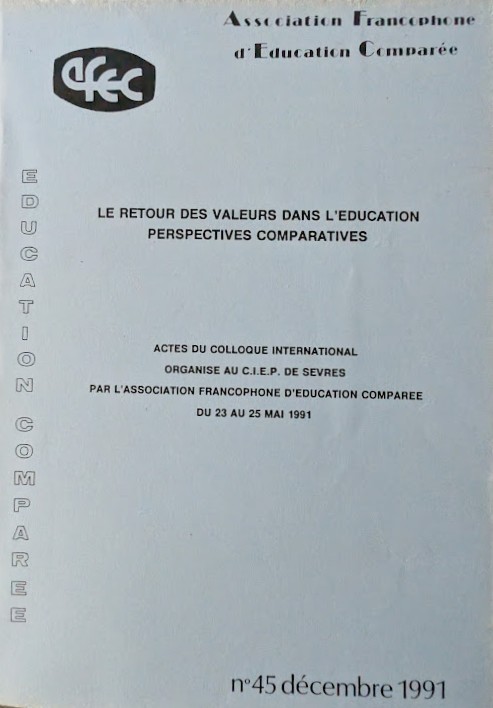 Association Francophone
d'Education Comparée
afec
EDUCATION COMPAREE
LE RETOUR DES VALEURS DANS L'EDUCATION
PERSPECTIVES COMPARATIVES
ACTES DU COLLOQUE INTERNATIONAL
ORGANISE AU C.I.E.P. DE SEVRES
PAR L'ASSOCIATION FRANCOPHONE D'EDUCATION COMPAREE
DU 23 AU 25 MAI 1991
n°45 décembre 1991